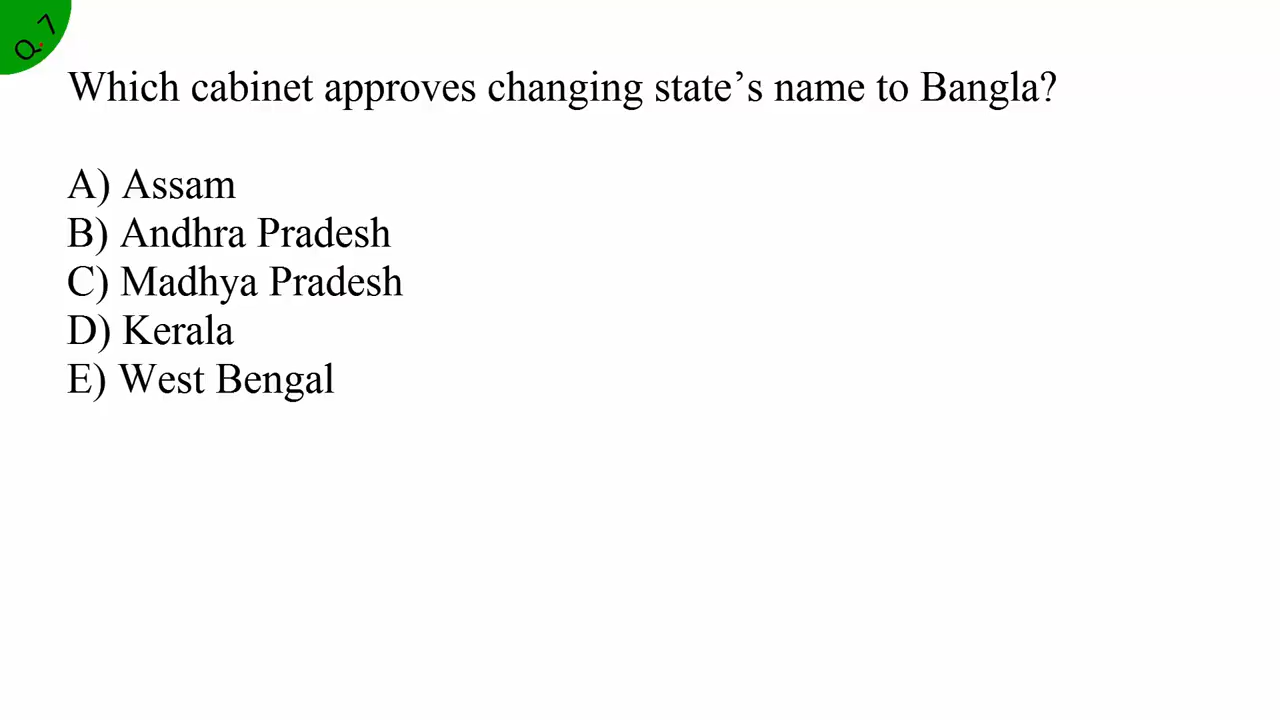 Q.7
Which cabinet approves changing state’s name to Bangla?
A) Assam
B) Andhra Pradesh
C) Madhya Pradesh
D) Kerala
E) West Bengal